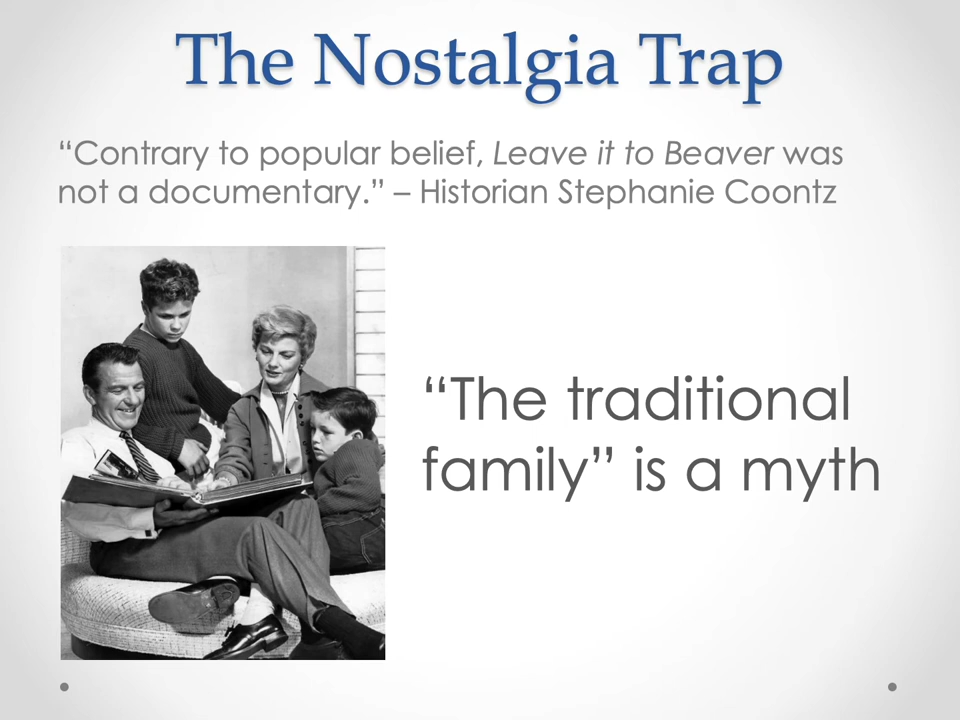 The Nostalgia Trap
“Contrary to popular belief, Leave it to Beaver was
not a documentary.” – Historian Stephanie Coontz
“The traditional
family” is a myth